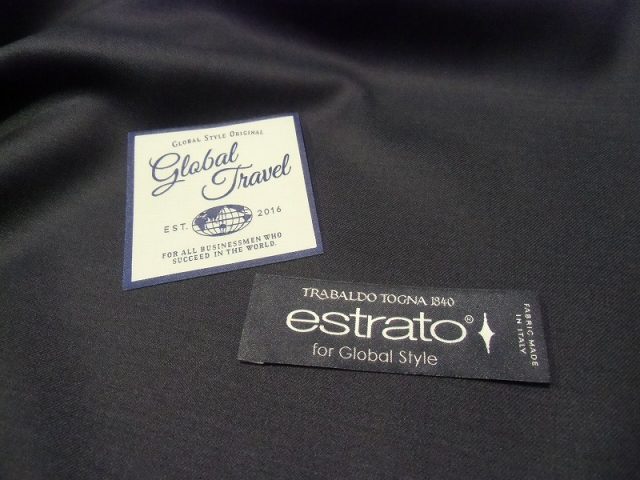 Global Style Original
Global
Travel
EST. 2016
FOR ALL BUSINESSMEN WHO
SUCCEED IN THE WORLD.
TRABALDO TOGNA 1840
estrato®
for Global Style
FABRIC MADE
IN ITALY